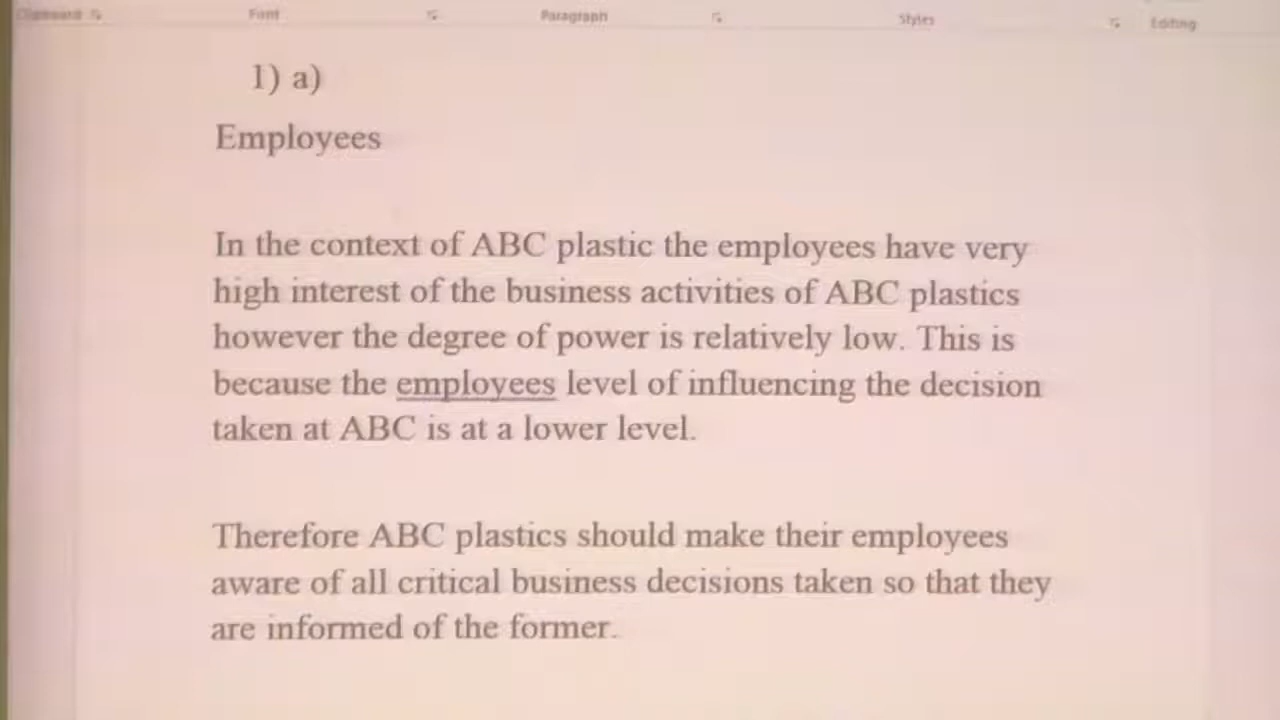 Clipboard
Font
Paragraph
Styles
Editing
1) a)
Employees
In the context of ABC plastic the employees have very
high interest of the business activities of ABC plastics
however the degree of power is relatively low. This is
because the employees level of influencing the decision
taken at ABC is at a lower level.
Therefore ABC plastics should make their employees
aware of all critical business decisions taken so that they
are informed of the former.